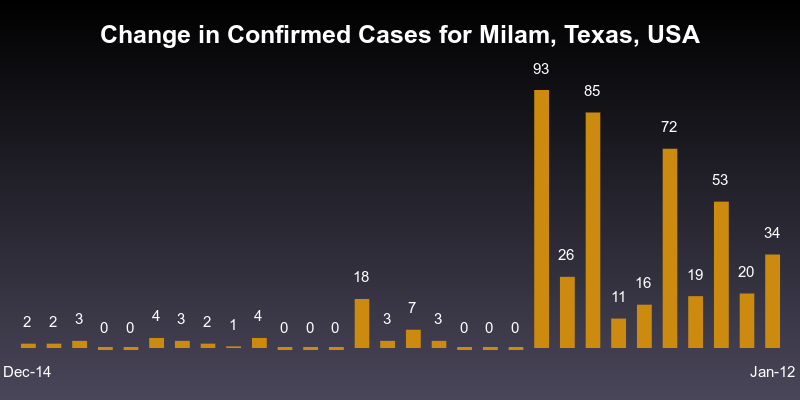 Change in Confirmed Cases for Milam, Texas, USA
2 2 3 0 0 4 3 2 1 4 0 0 0 18 3 7 3 0 0 0 93 26 85 11 16 72 19 53 20 34
Dec-14 Jan-12